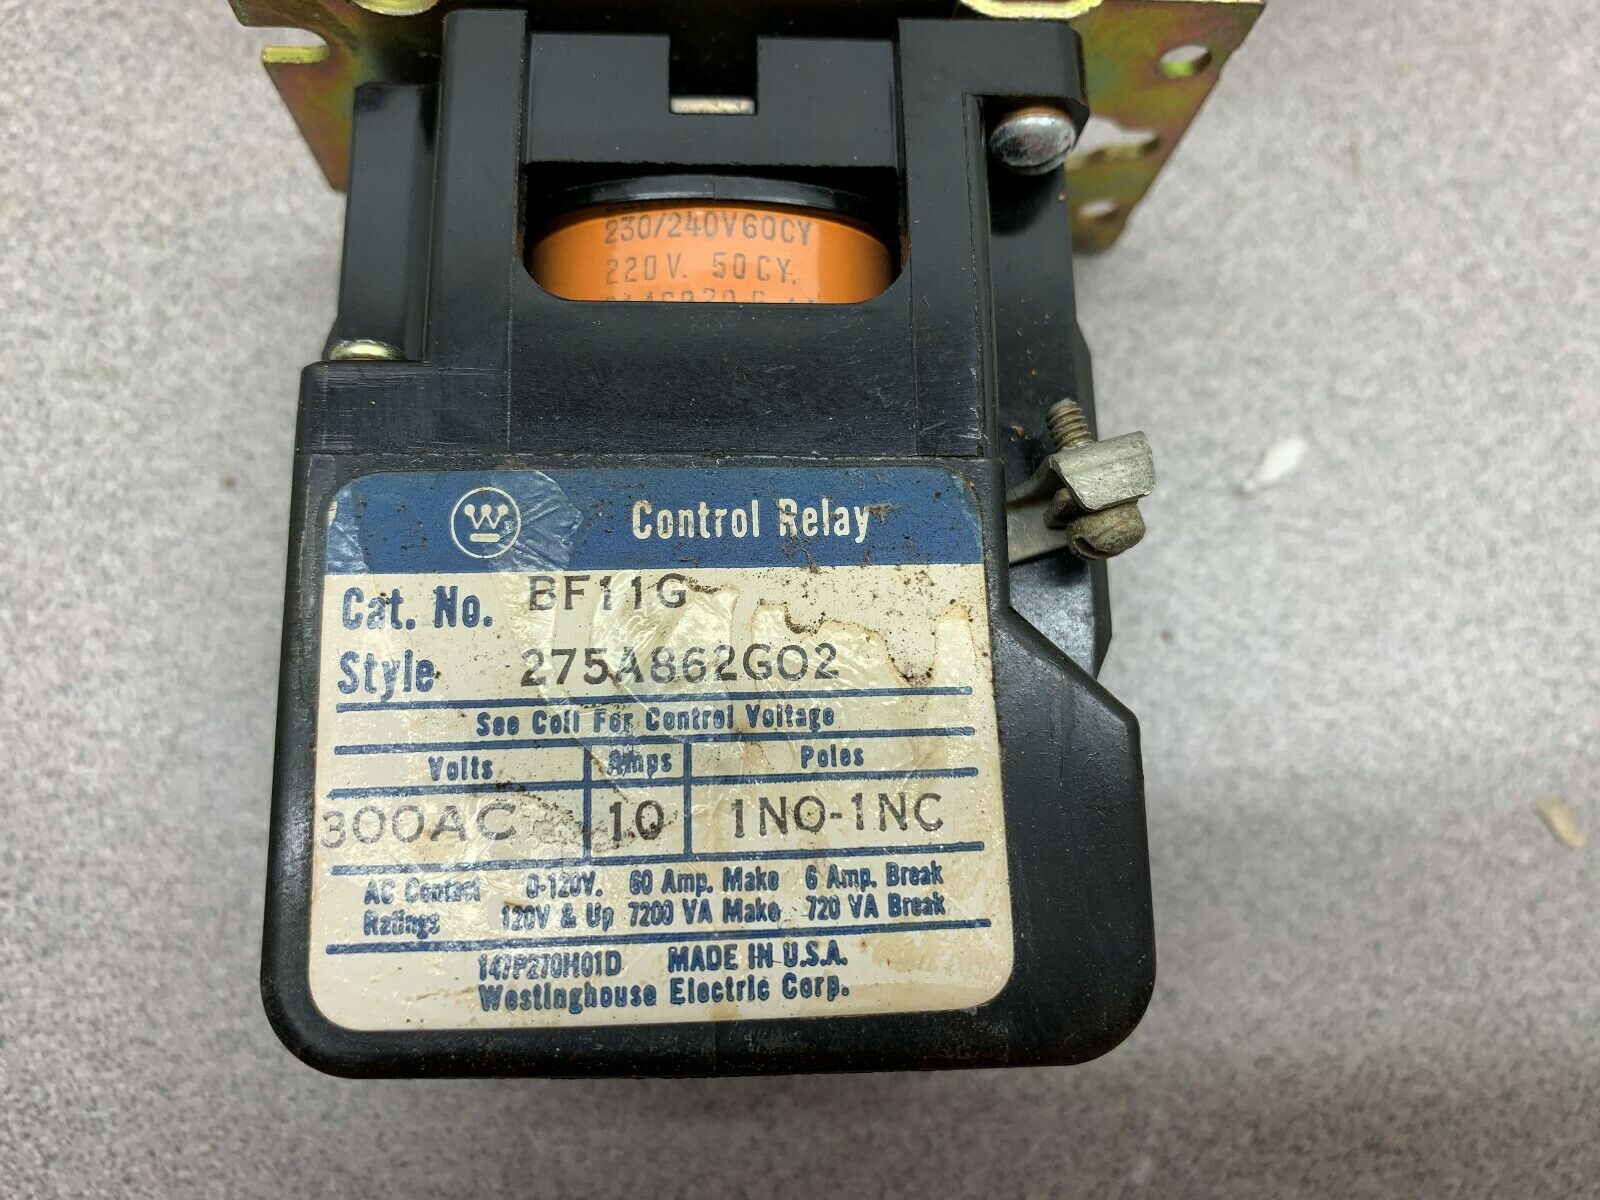 230/240V60CY
220V. 50CY.
W
Control Relay
Cat. No. BF11G
Style 275A862G02
See Coil For Control Voltage
Volts Amps Poles
300AC 10 1NO-1NC
AC Contact 0-120V. 60 Amp. Make 6 Amp. Break
Ratings 120V & Up 7200 VA Make 720 VA Break
147P270H01D MADE IN U.S.A.
Westinghouse Electric Corp.